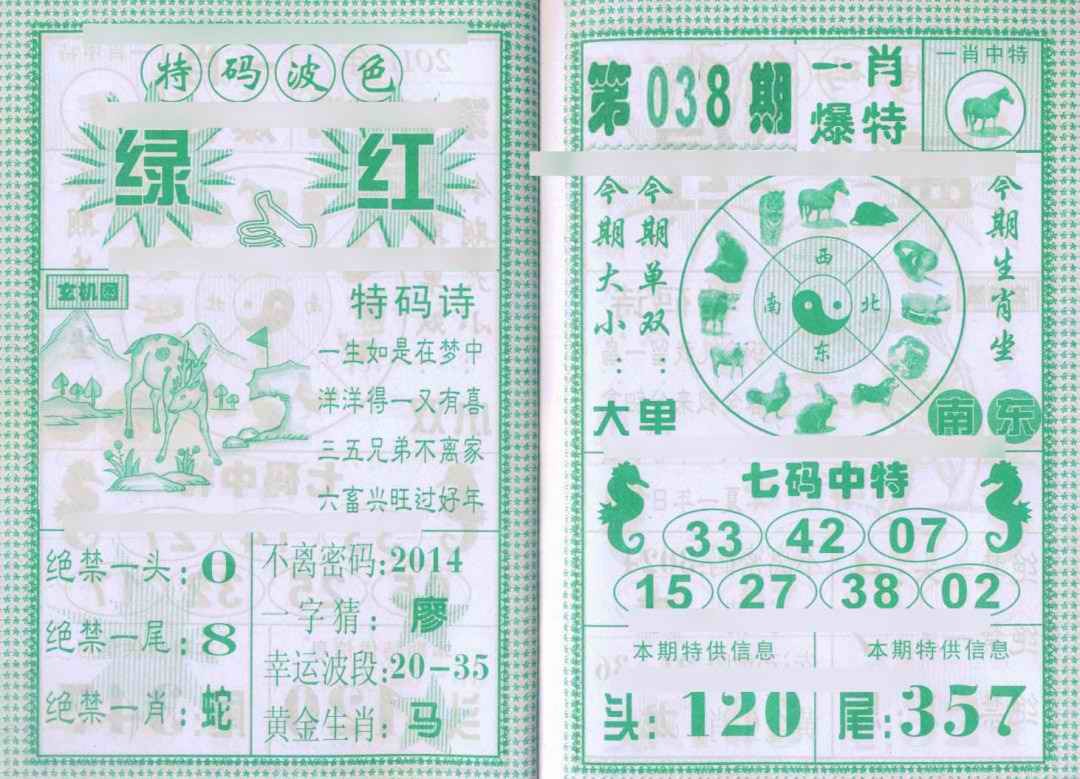 特码波色
绿 红
玄机图
特码诗
一生如是在梦中
洋洋得一又有喜
三五兄弟不离家
六畜兴旺过好年
绝禁一头:0
绝禁一尾:8
绝禁一肖:蛇
不离密码:2014
一字猜:廖
幸运波段:20-35
黄金生肖:马
第038期
一肖
爆特
一肖中特
今期大小:大
今期单双:单
西
南 北
东
今期生肖坐
南 东
七码中特
33 42 07
15 27 38 02
本期特供信息 本期特供信息
头:120 尾:357